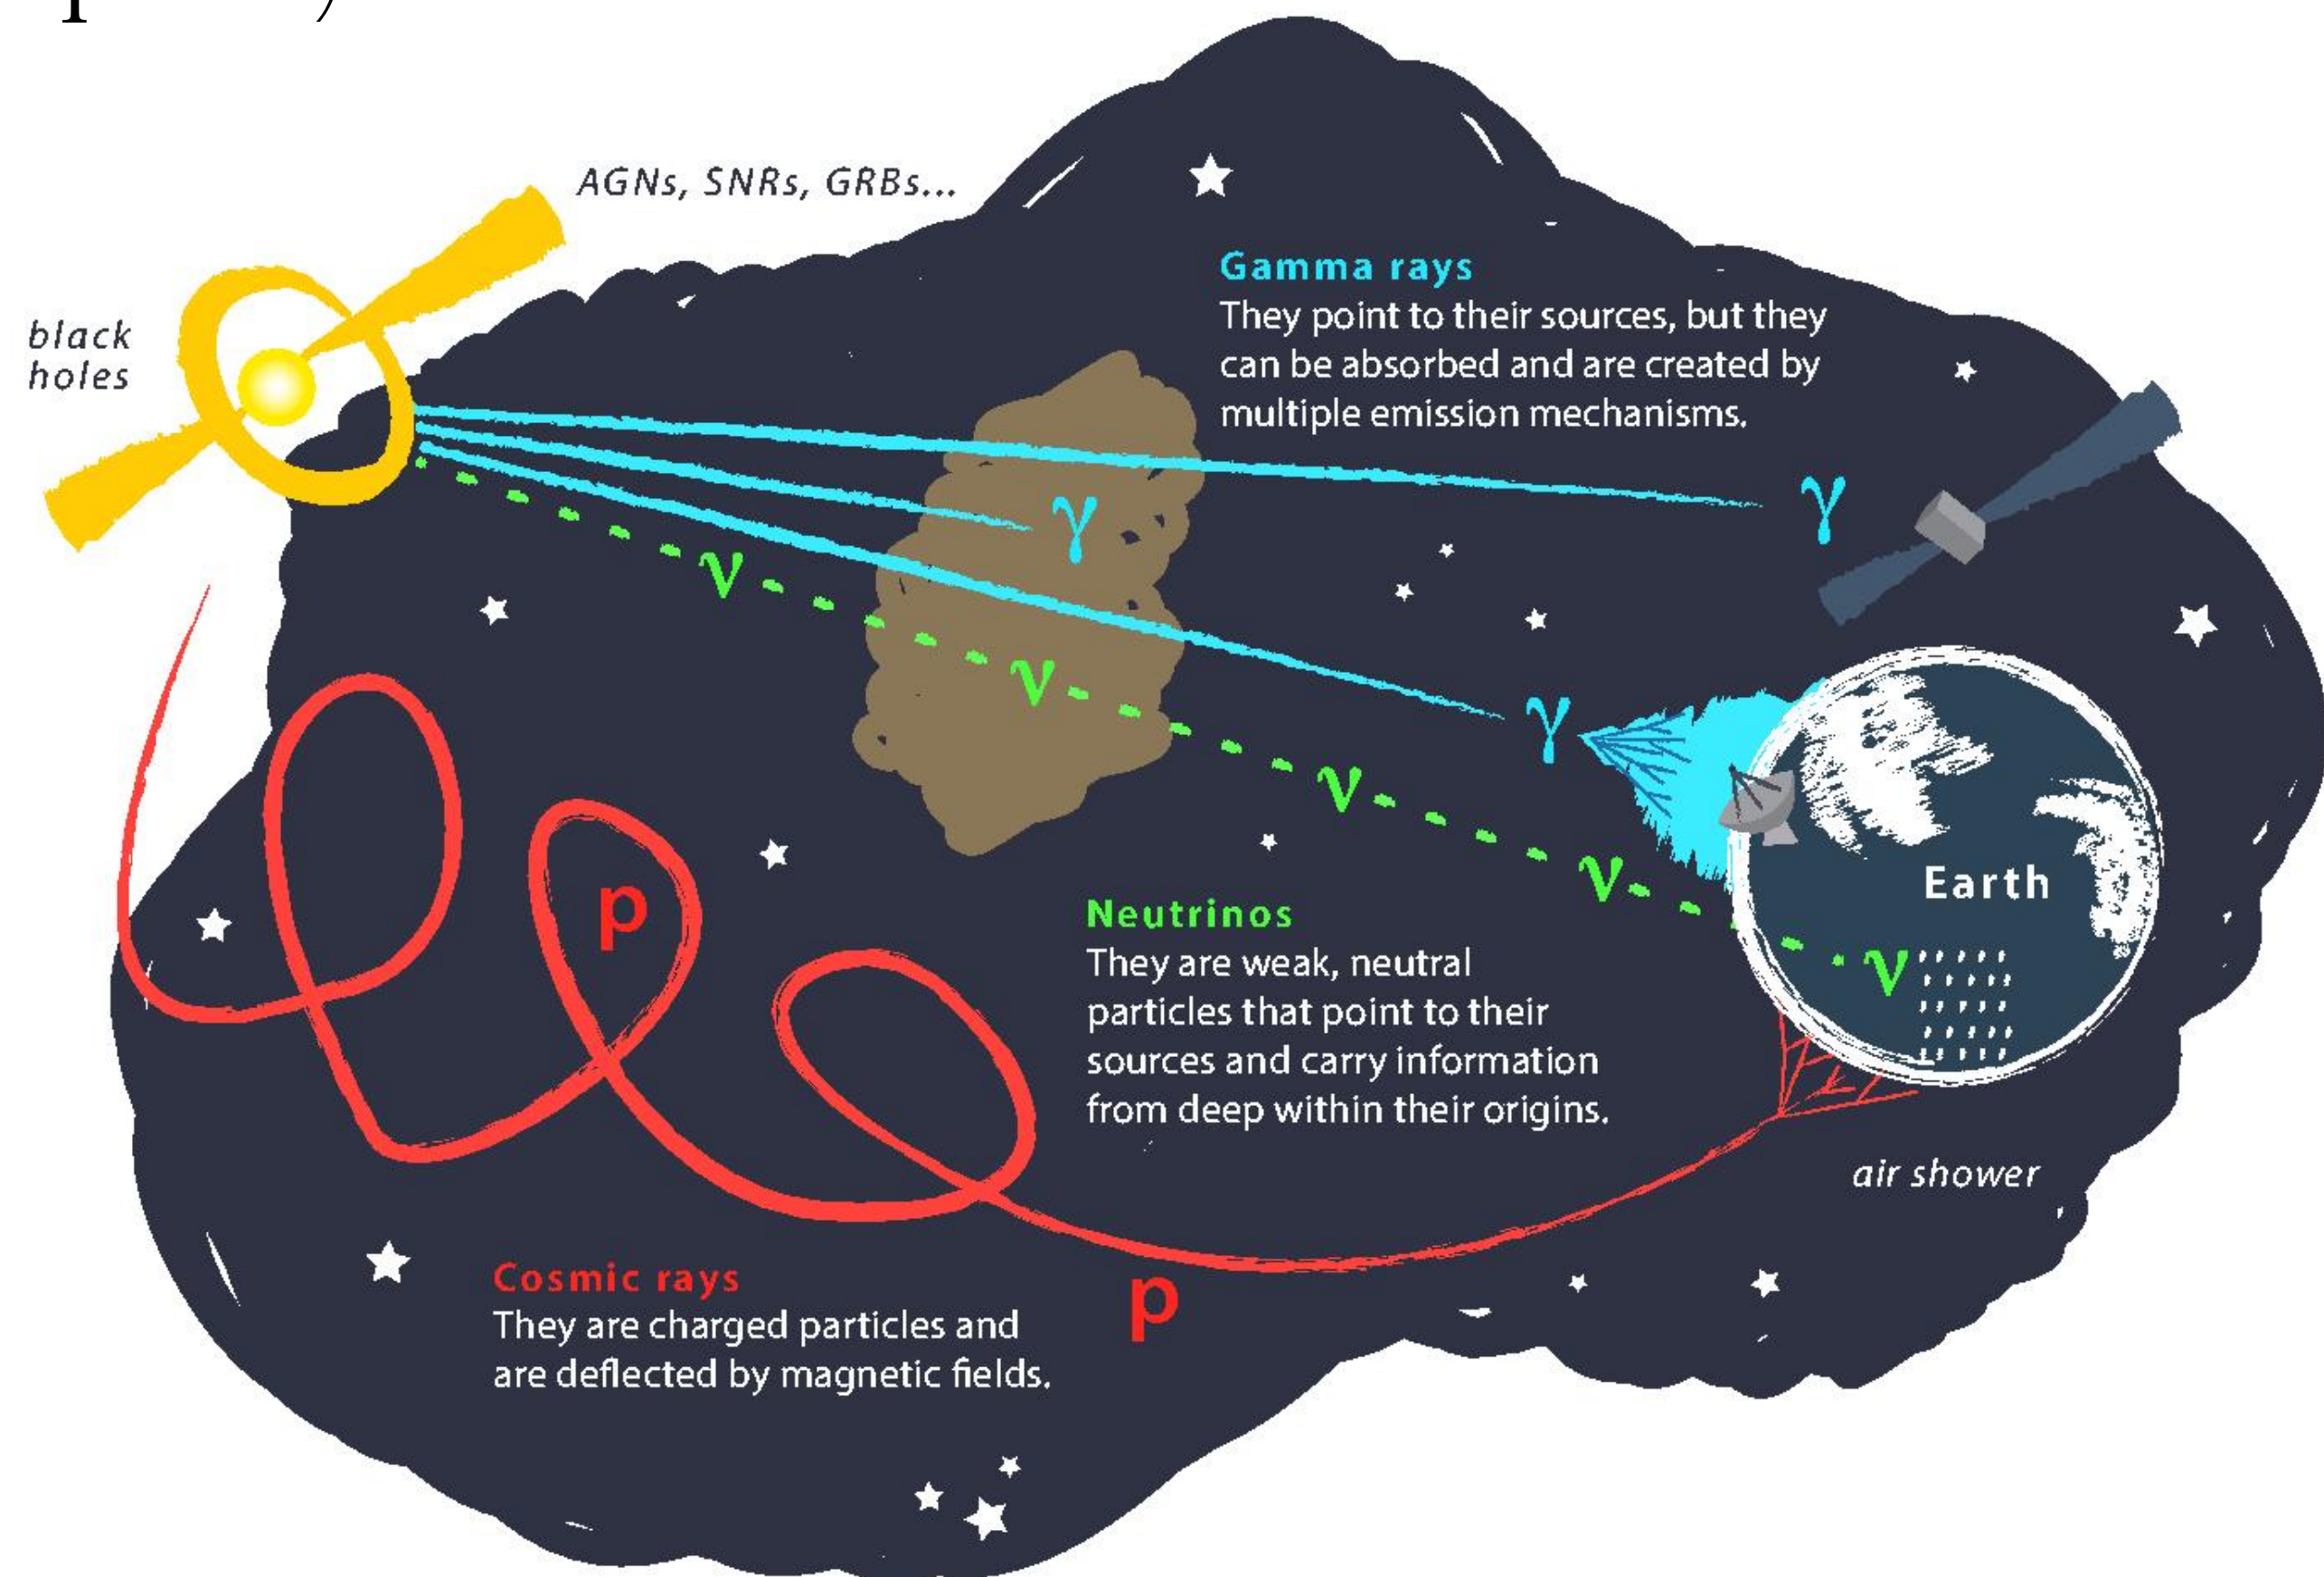 AGNs, SNRs, GRBs...
black
holes
Gamma rays
They point to their sources, but they
can be absorbed and are created by
multiple emission mechanisms.
γ
γ
ν
ν
γ
ν
ν
Earth
p
Neutrinos
They are weak, neutral
particles that point to their
sources and carry information
from deep within their origins.
ν
air shower
Cosmic rays
They are charged particles and
are deflected by magnetic fields.
p